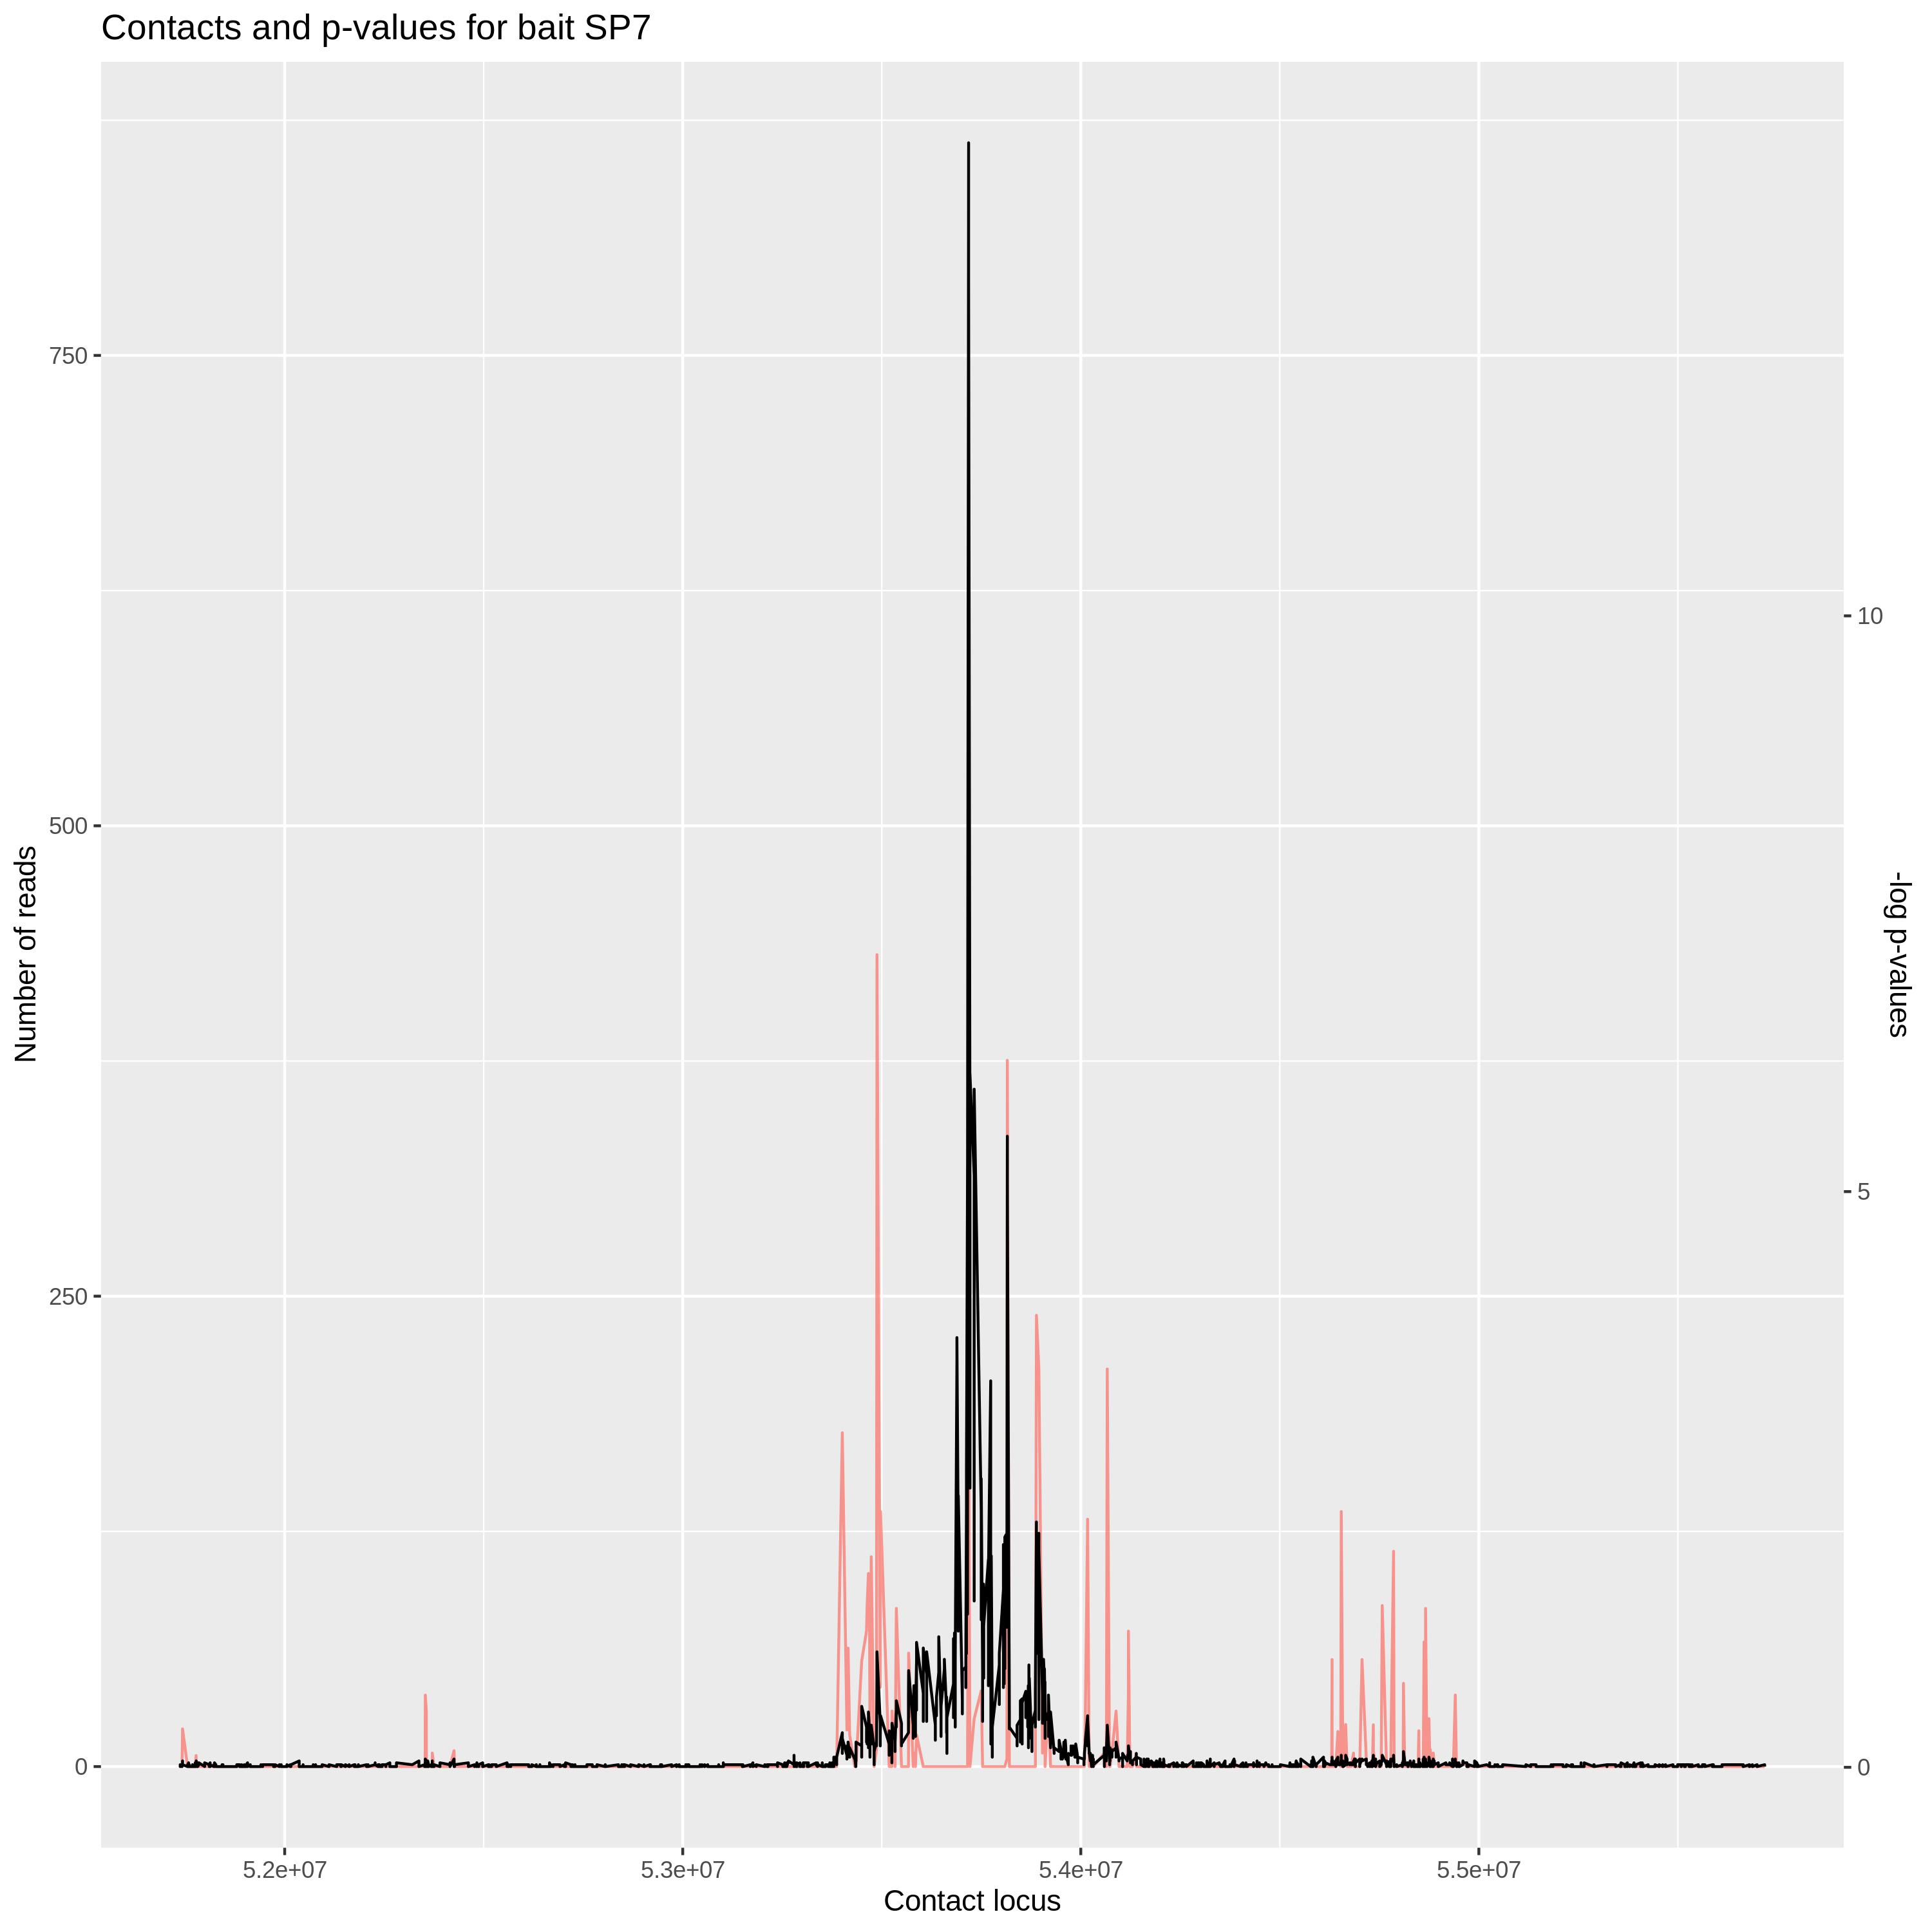 Contacts and p-values for bait SP7
750
500
250
0
Number of reads
10
5
0
-log p-values
5.2e+07
5.3e+07
5.4e+07
5.5e+07
Contact locus